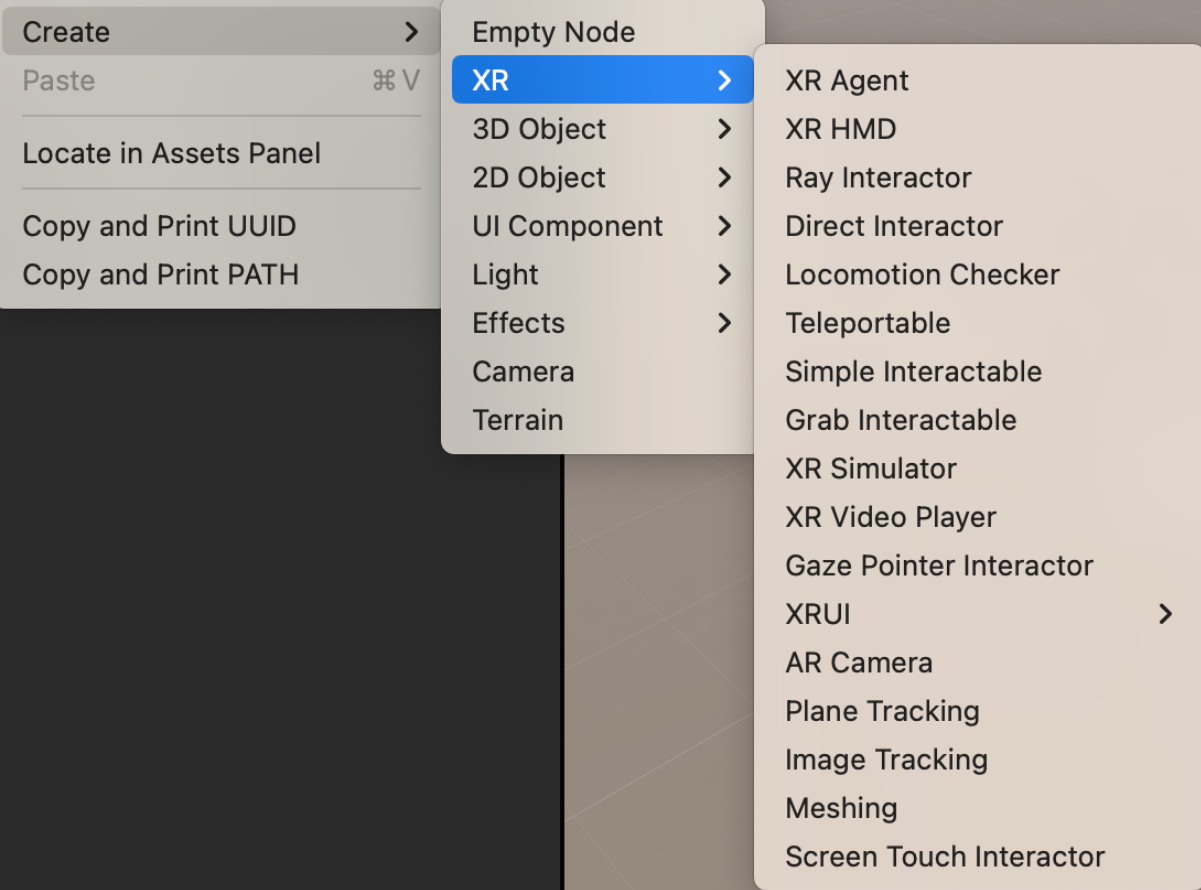 Create
Paste ⌘ V
Locate in Assets Panel
Copy and Print UUID
Copy and Print PATH
Empty Node
XR
3D Object
2D Object
UI Component
Light
Effects
Camera
Terrain
XR Agent
XR HMD
Ray Interactor
Direct Interactor
Locomotion Checker
Teleportable
Simple Interactable
Grab Interactable
XR Simulator
XR Video Player
Gaze Pointer Interactor
XRUI
AR Camera
Plane Tracking
Image Tracking
Meshing
Screen Touch Interactor